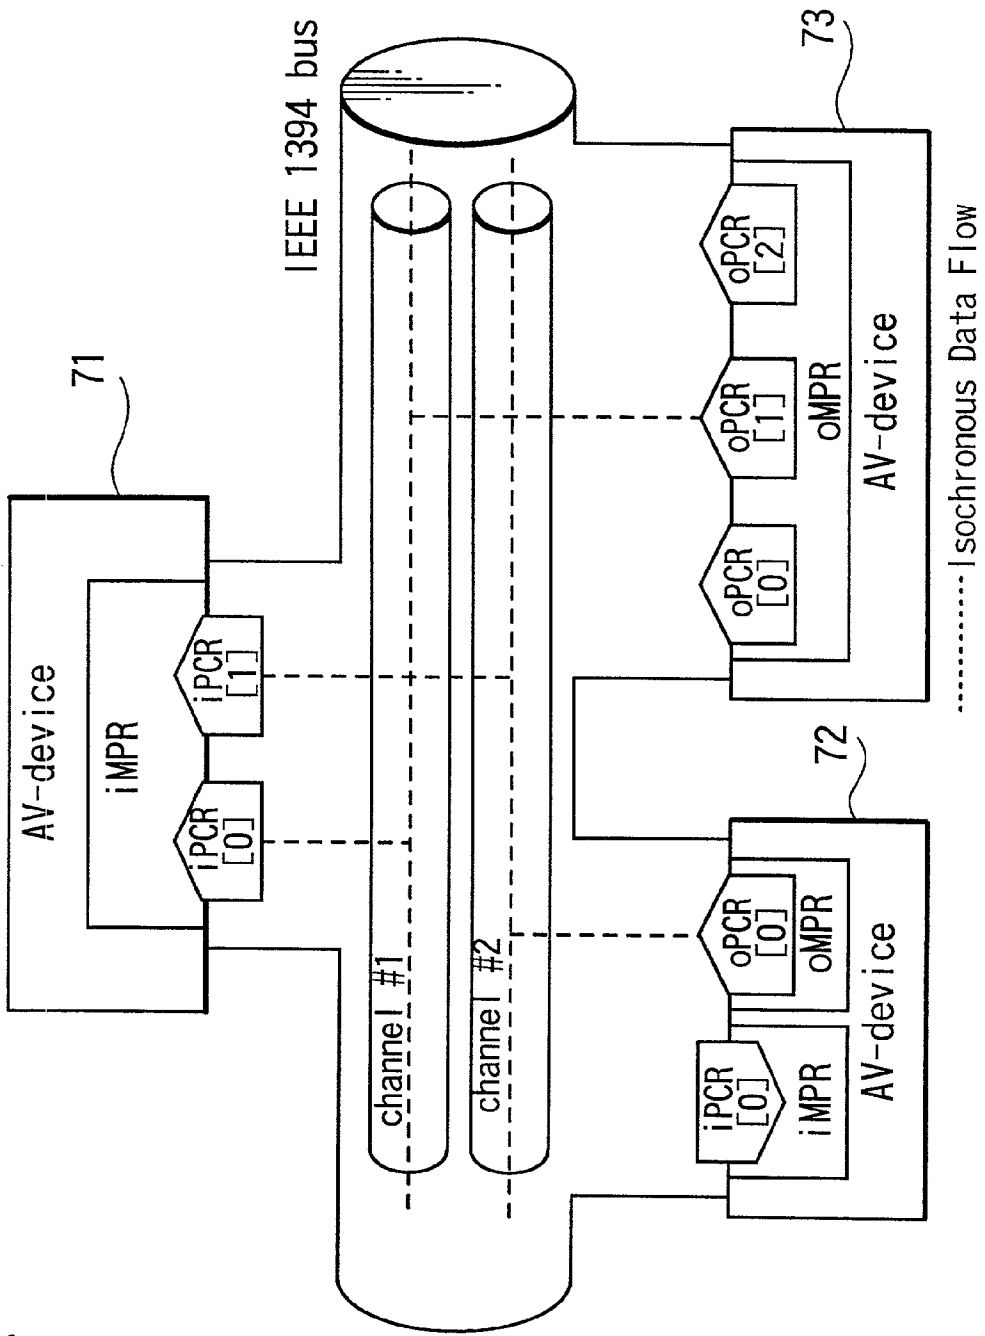 IEEE 1394 bus
71
AV-device
iMPR
iPCR
[0]
iPCR
[1]
channel #1
channel #2
72
iPCR
[0]
iMPR
oPCR
[0]
oMPR
AV-device
73
oPCR
[0]
oPCR
[1]
oPCR
[2]
oMPR
AV-device
Isochronous Data Flow